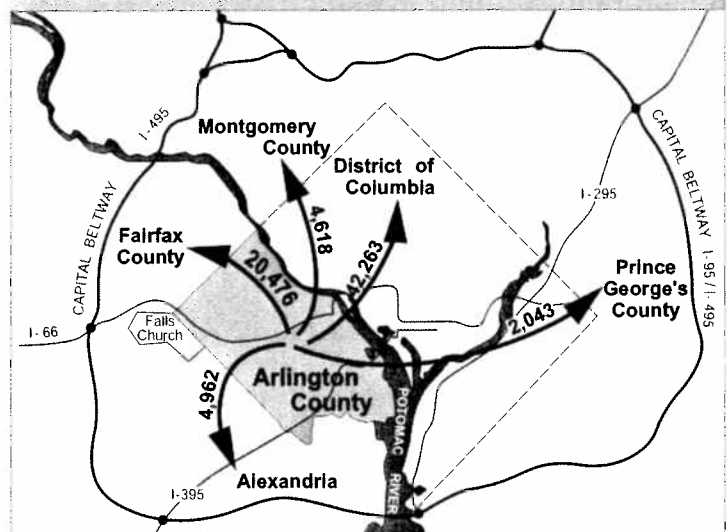 I-495
Montgomery
County
District of
Columbia
CAPITAL BELTWAY
I-295
CAPITAL BELTWAY I-95 / I-495
Fairfax
County
4,618
42,263
20,476
Prince
George's
County
2,043
I-66
Falls
Church
4,962
Arlington
County
POTOMAC RIVER
Alexandria
I-395